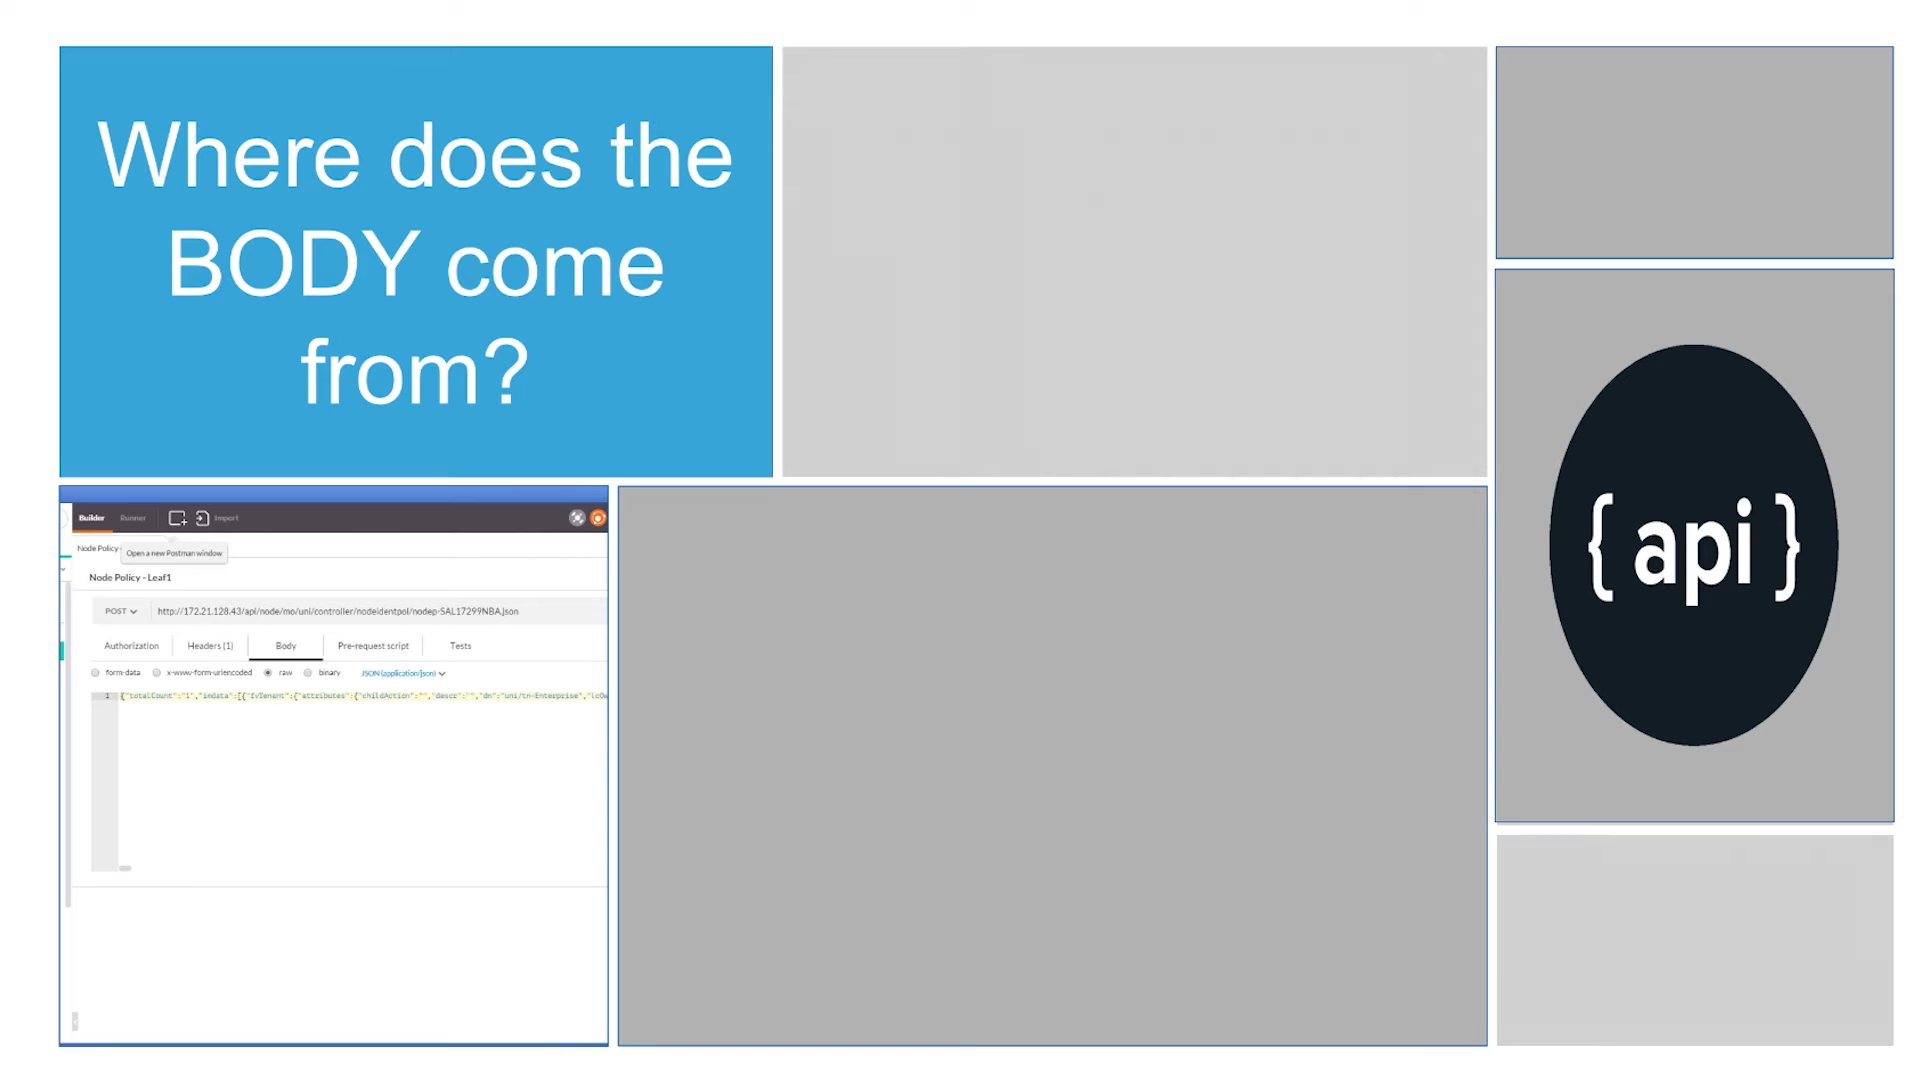 Where does the
BODY come
from?
Builder Runner Import
Node Policy -
Open a new Postman window
Node Policy - Leaf1
POST http://172.21.128.43/api/node/mo/uni/controller/nodeidentpol/nodep-SAL17299NBA.json
Authorization Headers (1) Body Pre-request script Tests
form-data x-www-form-urlencoded raw binary JSON (application/json)
1 {"totalCount":"1","imdata":[{"fvTenant":{"attributes":{"childAction":"","descr":"","dn":"uni/tn-Enterprise","lcOw
{ api }